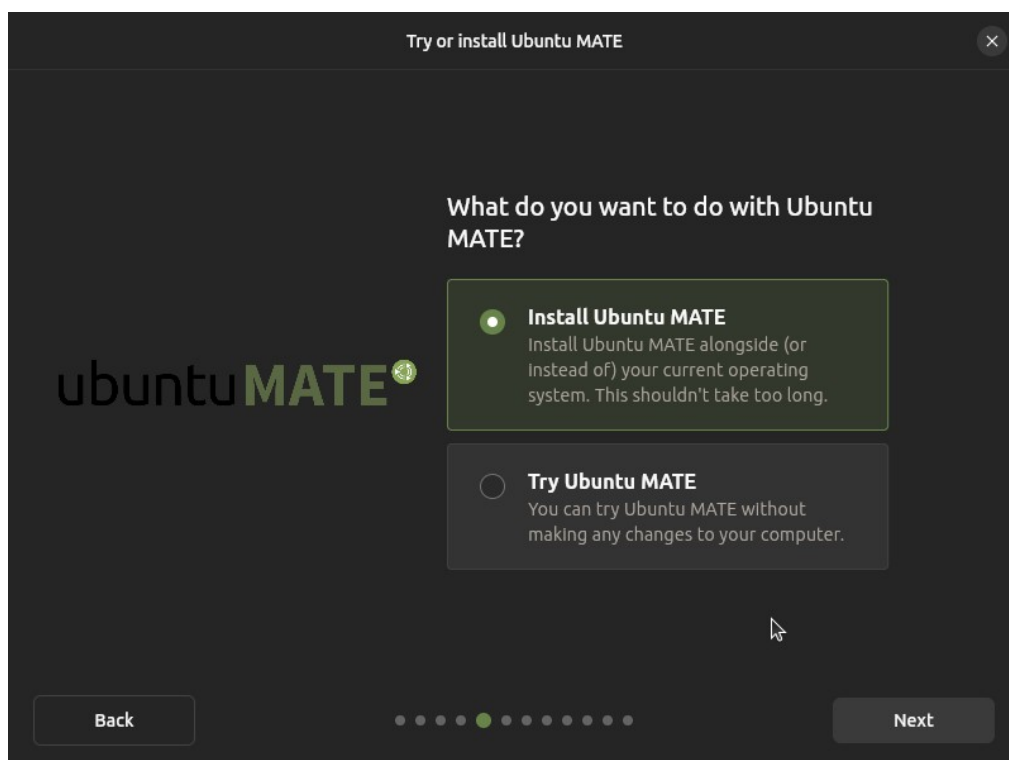 Try or install Ubuntu MATE
What do you want to do with Ubuntu
MATE?
ubuntu MATE
Install Ubuntu MATE
Install Ubuntu MATE alongside (or
instead of) your current operating
system. This shouldn't take too long.
Try Ubuntu MATE
You can try Ubuntu MATE without
making any changes to your computer.
Back
Next